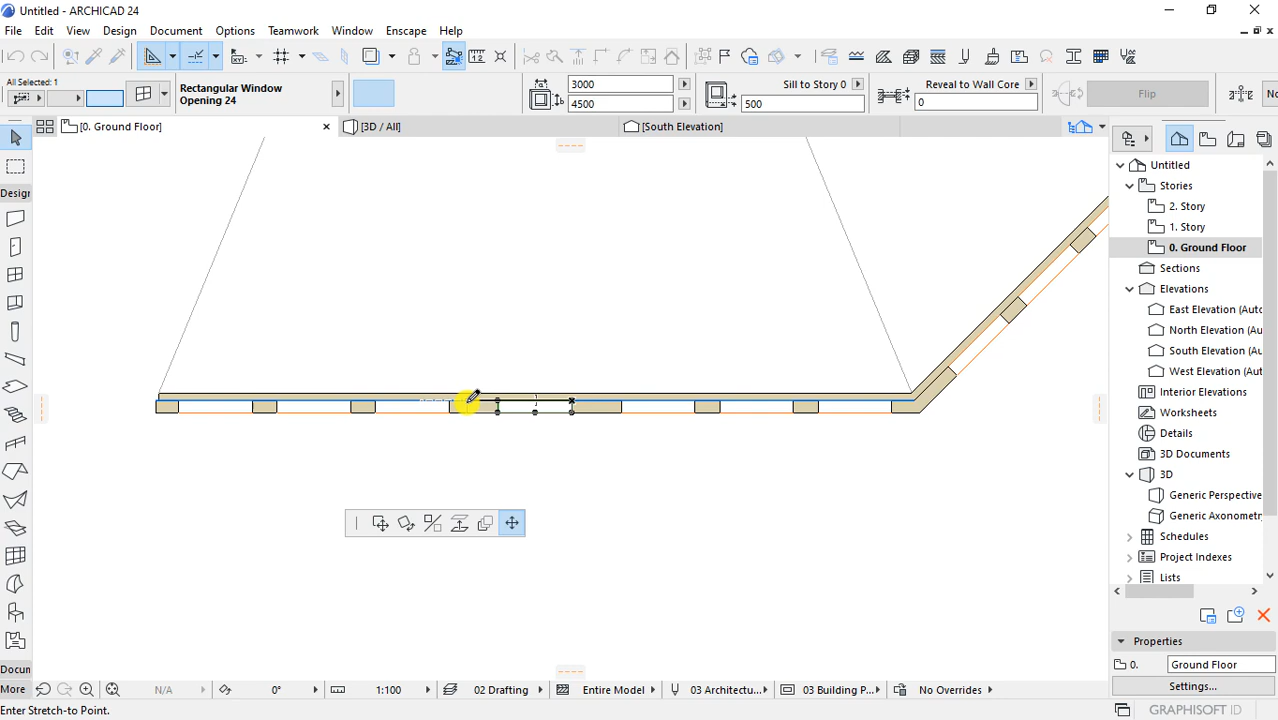 Untitled - ARCHICAD 24
File Edit View Design Document Options Teamwork Window Enscape Help
All Selected: 1
Rectangular Window
Opening 24
3000
4500
Sill to Story 0
500
Reveal to Wall Core
0
Flip
No
[0. Ground Floor]
[3D / All]
[South Elevation]
Design
Docun
More
Untitled
Stories
2. Story
1. Story
0. Ground Floor
Sections
Elevations
East Elevation (Auto
North Elevation (Au
South Elevation (Au
West Elevation (Aut
Interior Elevations
Worksheets
Details
3D Documents
3D
Generic Perspective
Generic Axonometr
Schedules
Project Indexes
Lists
Properties
0.
Ground Floor
Settings...
N/A
0°
1:100
02 Drafting
Entire Model
03 Architectu...
03 Building P...
No Overrides
Enter Stretch-to Point.
GRAPHISOFT ID